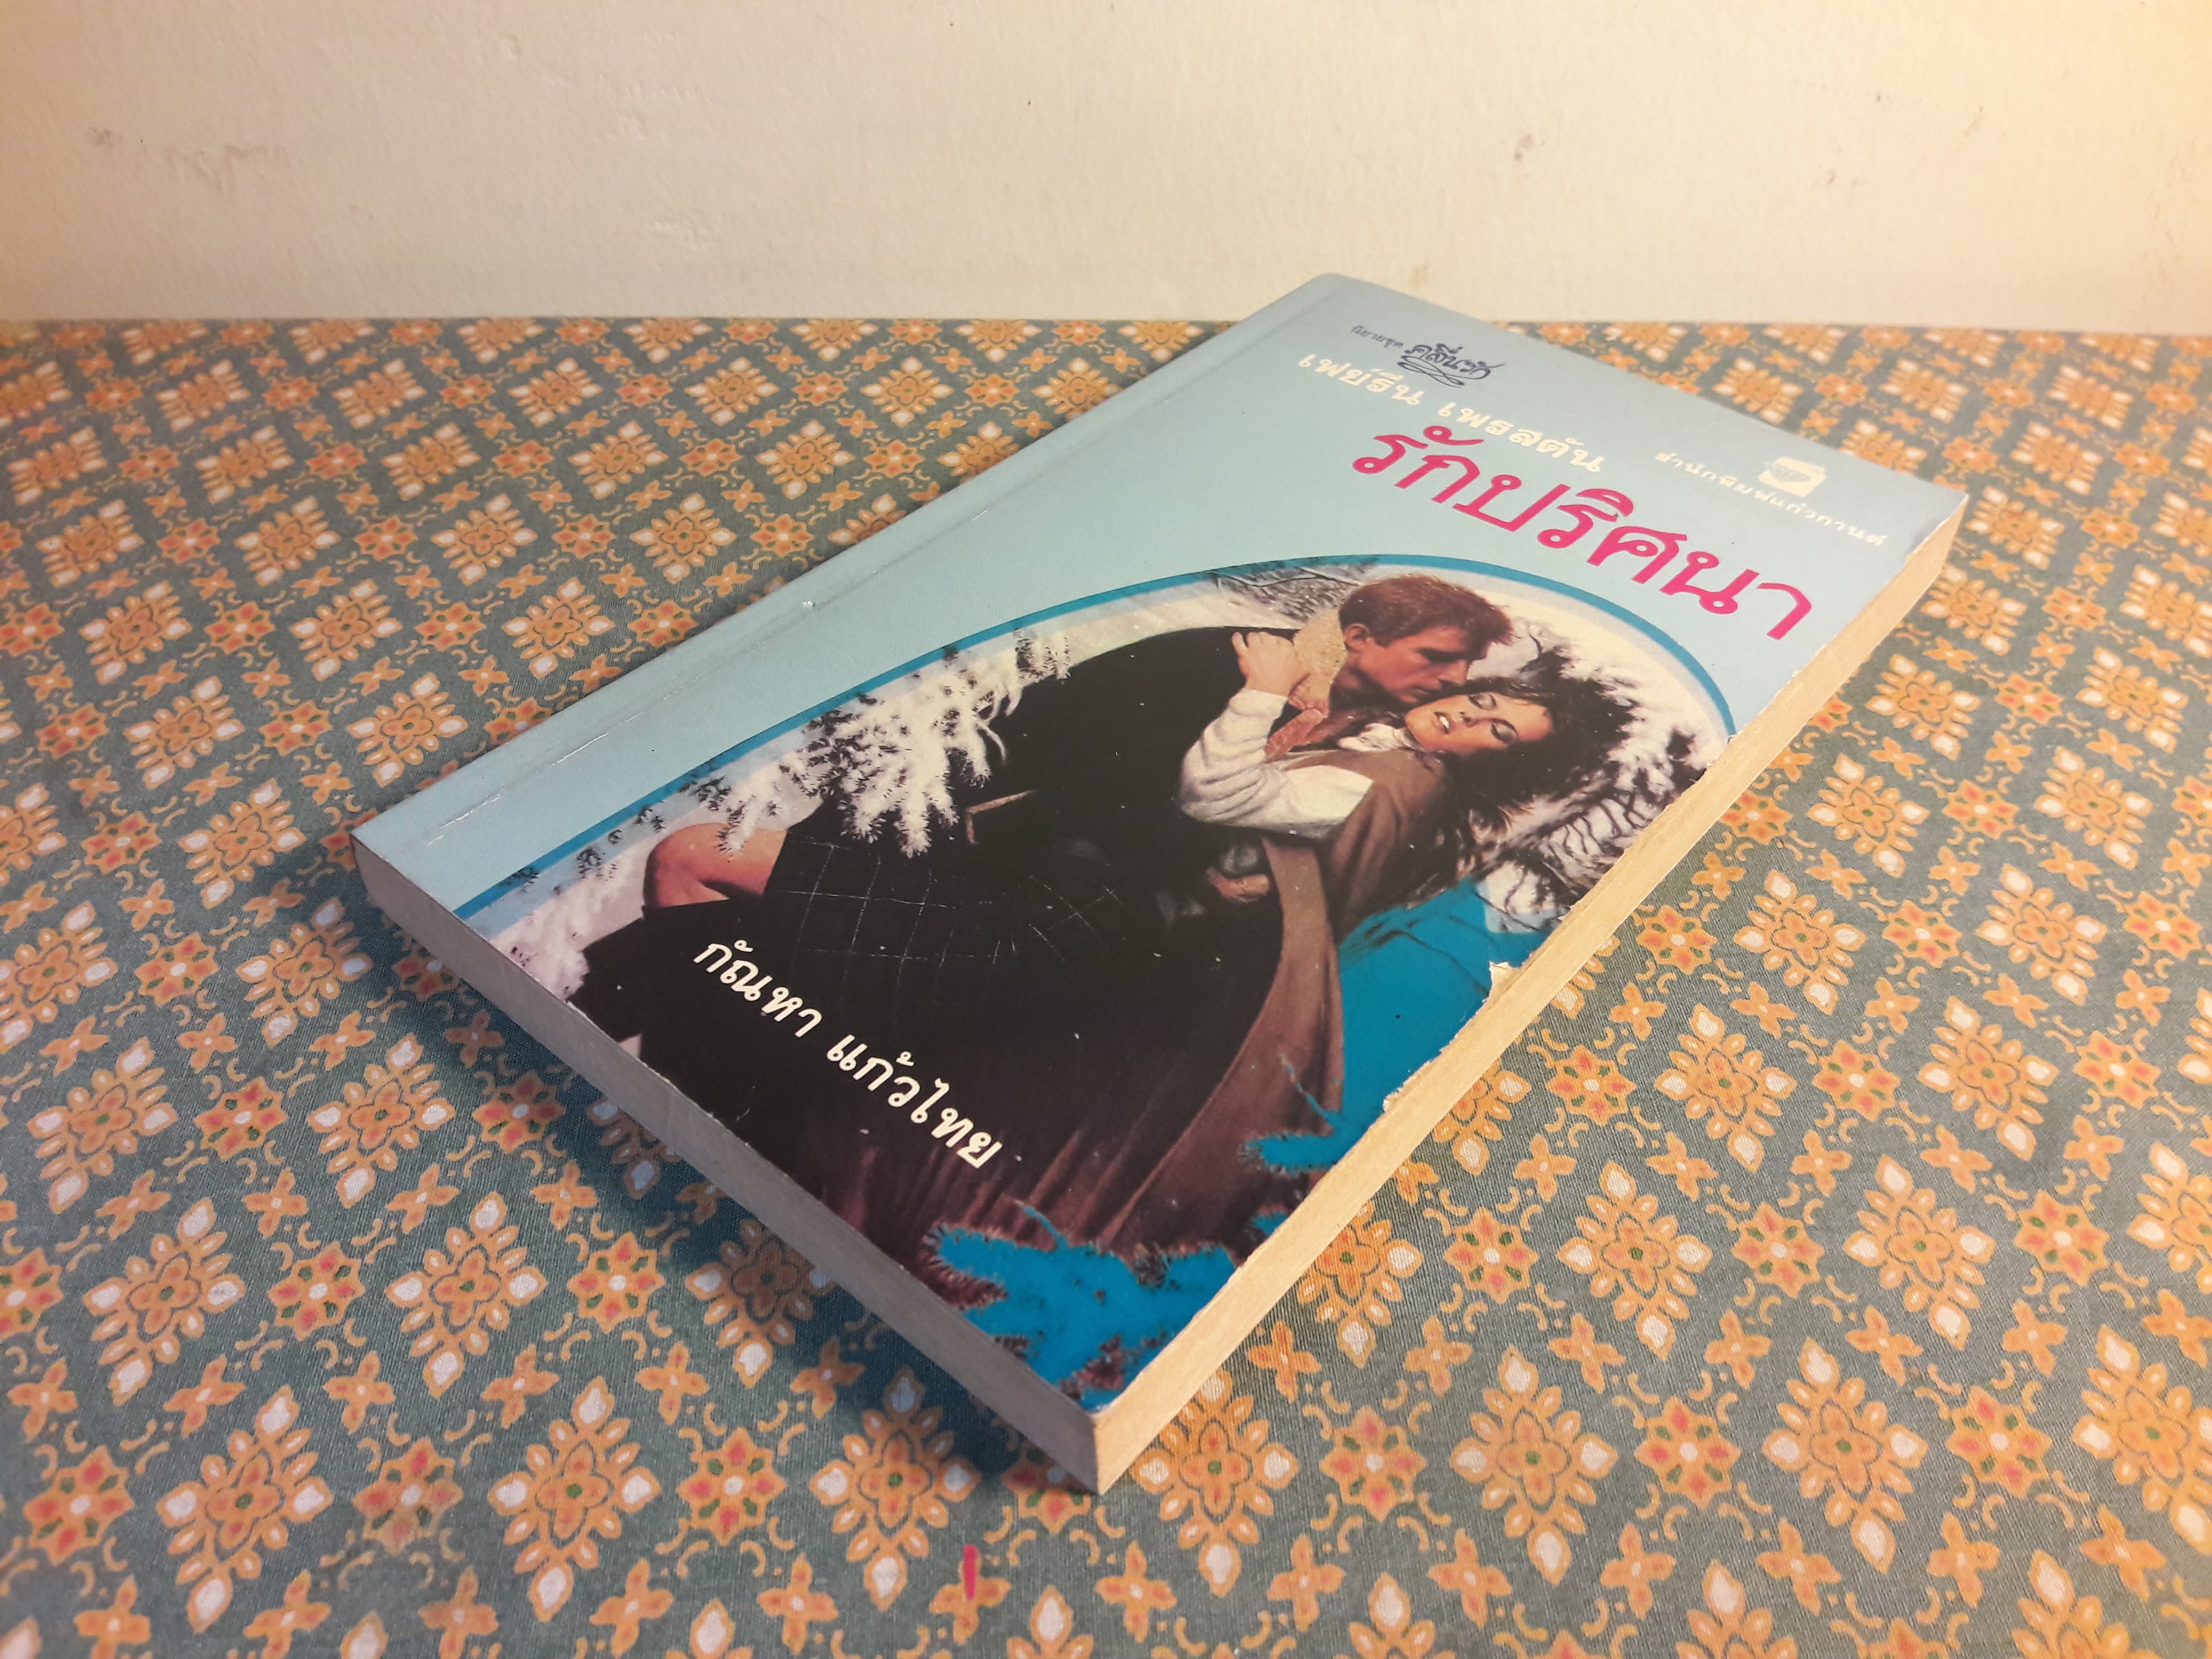 นิยายชุด คลื่นรัก
เฟย์รีน เพรสตัน
สำนักพิมพ์แก้วกานต์
รักปริศนา
กัณหา แก้วไทย